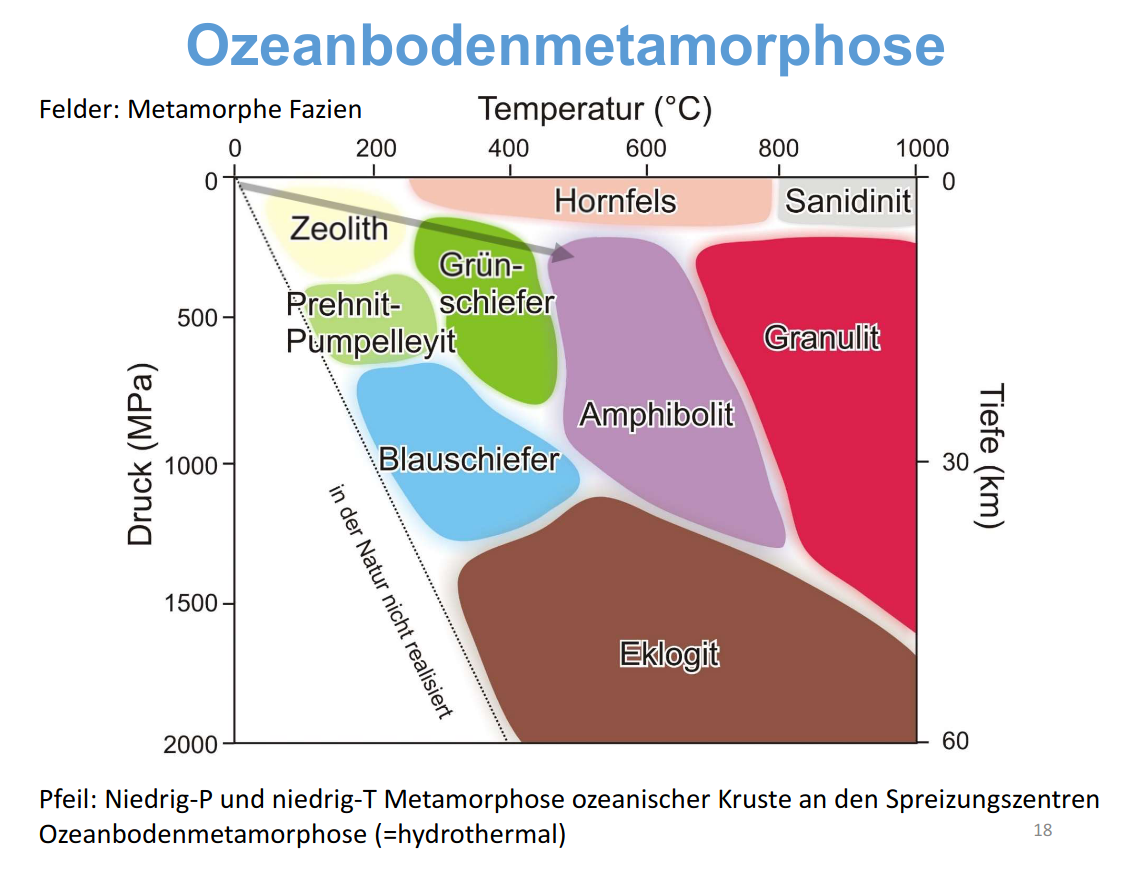 Ozeanbodenmetamorphose
Felder: Metamorphe Fazien
Temperatur (°C)
0 200 400 600 800 1000
0
0
Hornfels
Sanidinit
Zeolith
Grün-
schiefer
Prehnit-
Pumpelleyit
500
Granulit
Druck (MPa)
Tiefe (km)
Amphibolit
Blauschiefer
1000
30
in der Natur nicht realisiert
1500
Eklogit
2000
60
Pfeil: Niedrig-P und niedrig-T Metamorphose ozeanischer Kruste an den Spreizungszentren
Ozeanbodenmetamorphose (=hydrothermal)
18